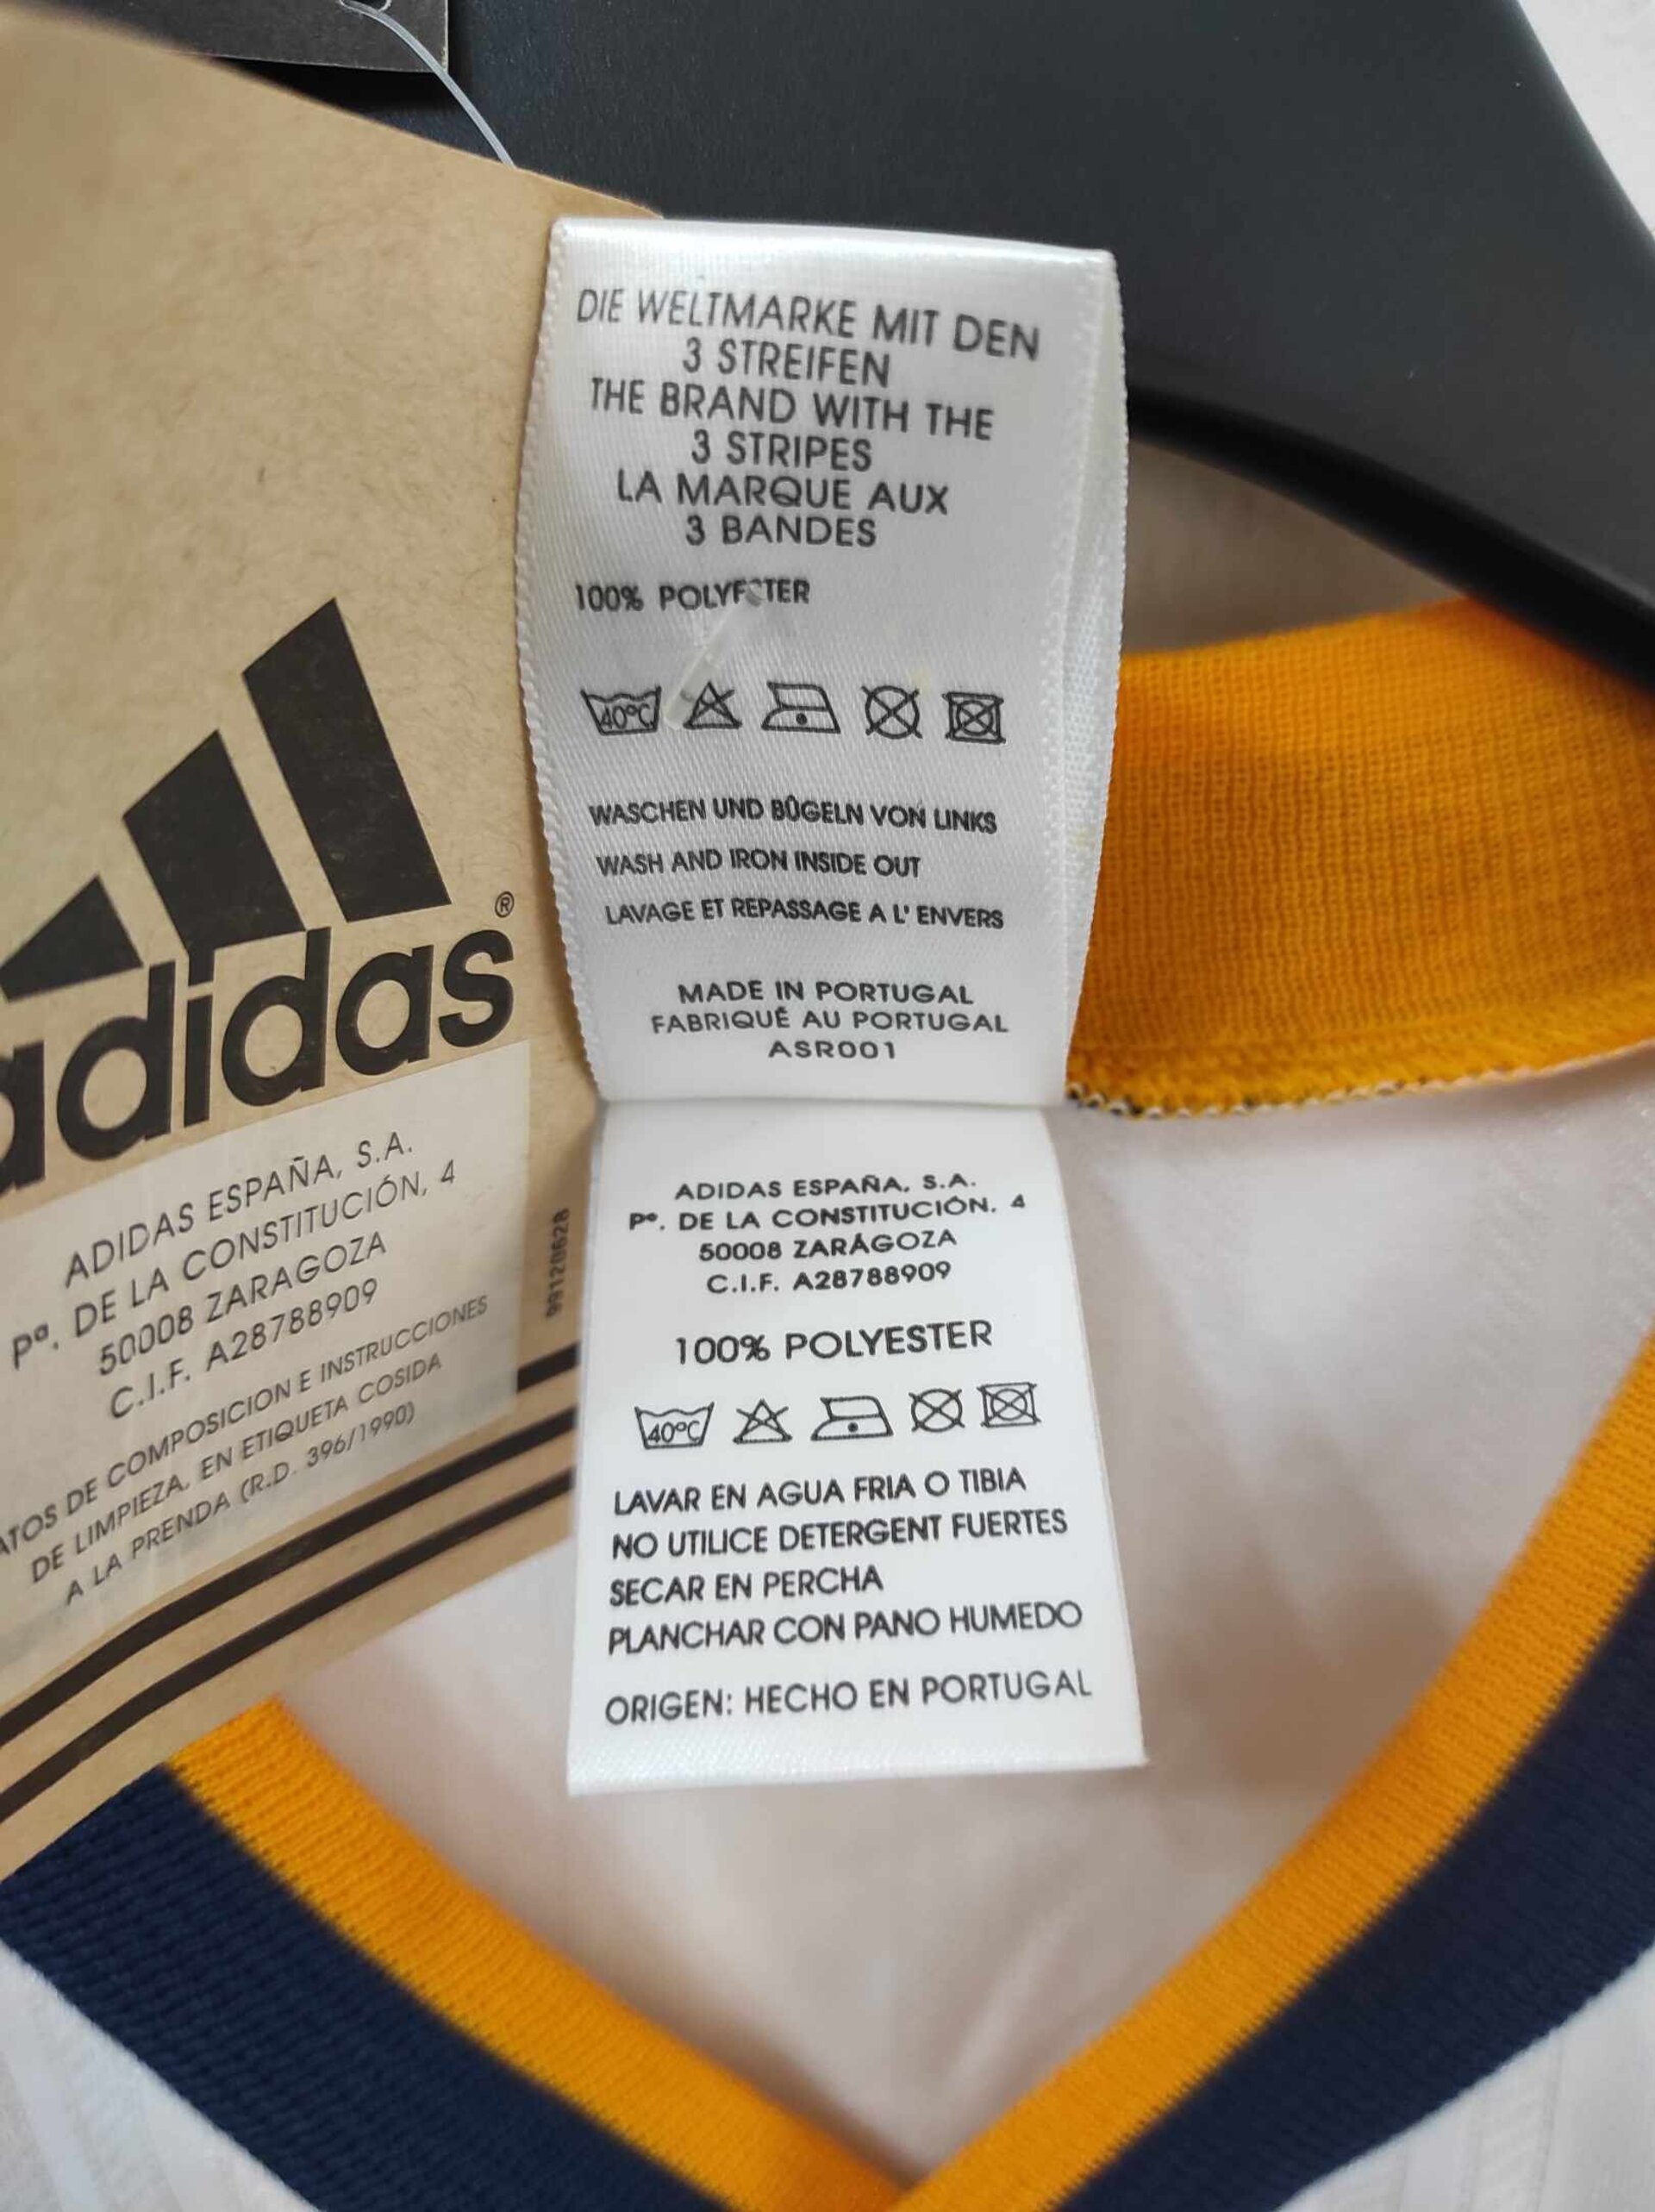 DIE WELTMARKE MIT DEN
3 STREIFEN
THE BRAND WITH THE
3 STRIPES
LA MARQUE AUX
3 BANDES
100% POLYESTER
40°C
WASCHEN UND BÜGELN VON LINKS
WASH AND IRON INSIDE OUT
LAVAGE ET REPASSAGE A L' ENVERS
MADE IN PORTUGAL
FABRIQUÉ AU PORTUGAL
ASR001
ADIDAS ESPAÑA, S.A.
Pº. DE LA CONSTITUCIÓN, 4
50008 ZARAGOZA
C.I.F. A28788909
100% POLYESTER
40°C
LAVAR EN AGUA FRIA O TIBIA
NO UTILICE DETERGENT FUERTES
SECAR EN PERCHA
PLANCHAR CON PANO HUMEDO
ORIGEN: HECHO EN PORTUGAL
adidas®
ADIDAS ESPAÑA, S.A.
Pº. DE LA CONSTITUCIÓN, 4
50008 ZARAGOZA
C.I.F. A28788909
ATOS DE COMPOSICION E INSTRUCCIONES
DE LIMPIEZA, EN ETIQUETA COSIDA
A LA PRENDA (R.D. 396/1990)